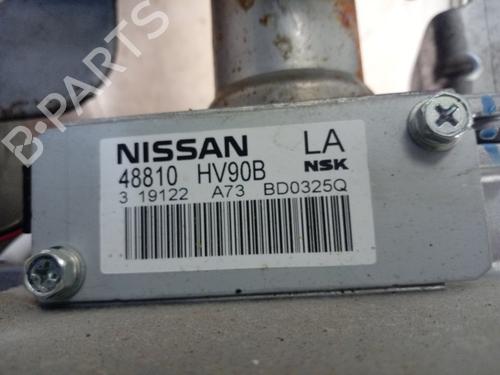 B-PARTS
NISSAN LA
NSK
48810 HV90B
3 19122 A73 BD0325Q